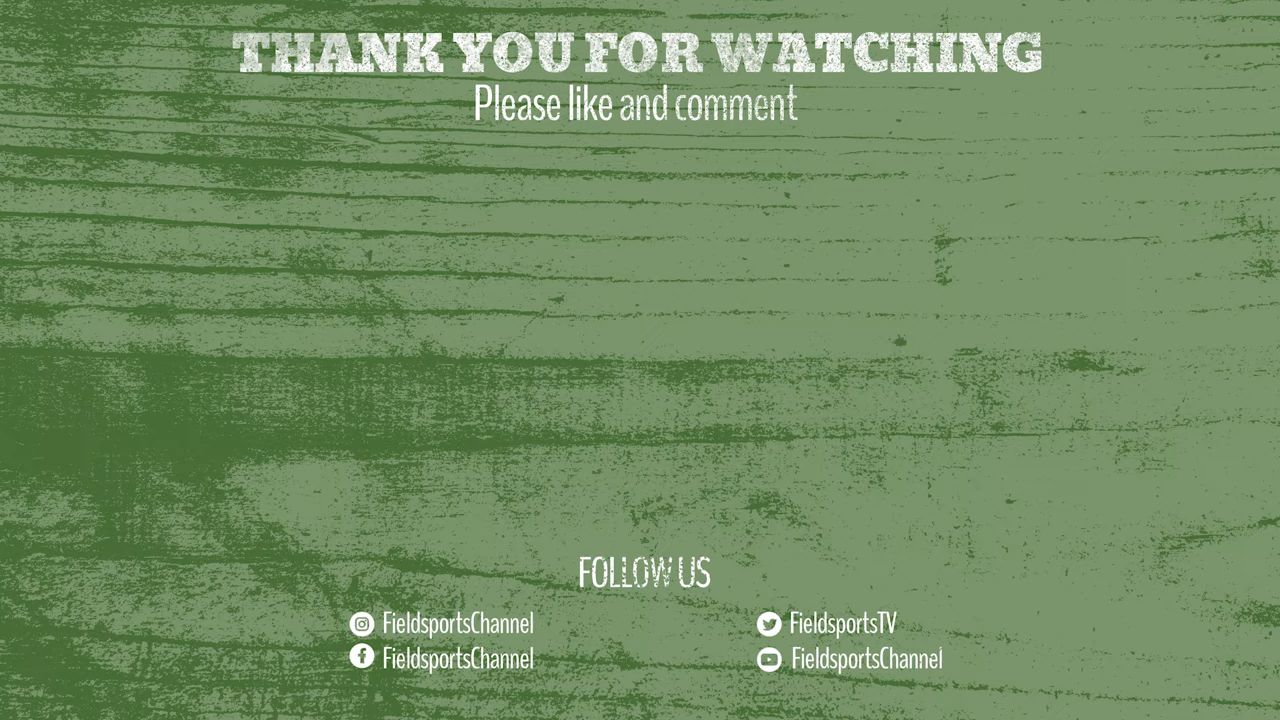 THANK YOU FOR WATCHING
Please like and comment
FOLLOW US
FieldsportsChannel
FieldsportsTV
FieldsportsChannel
FieldsportsChannel